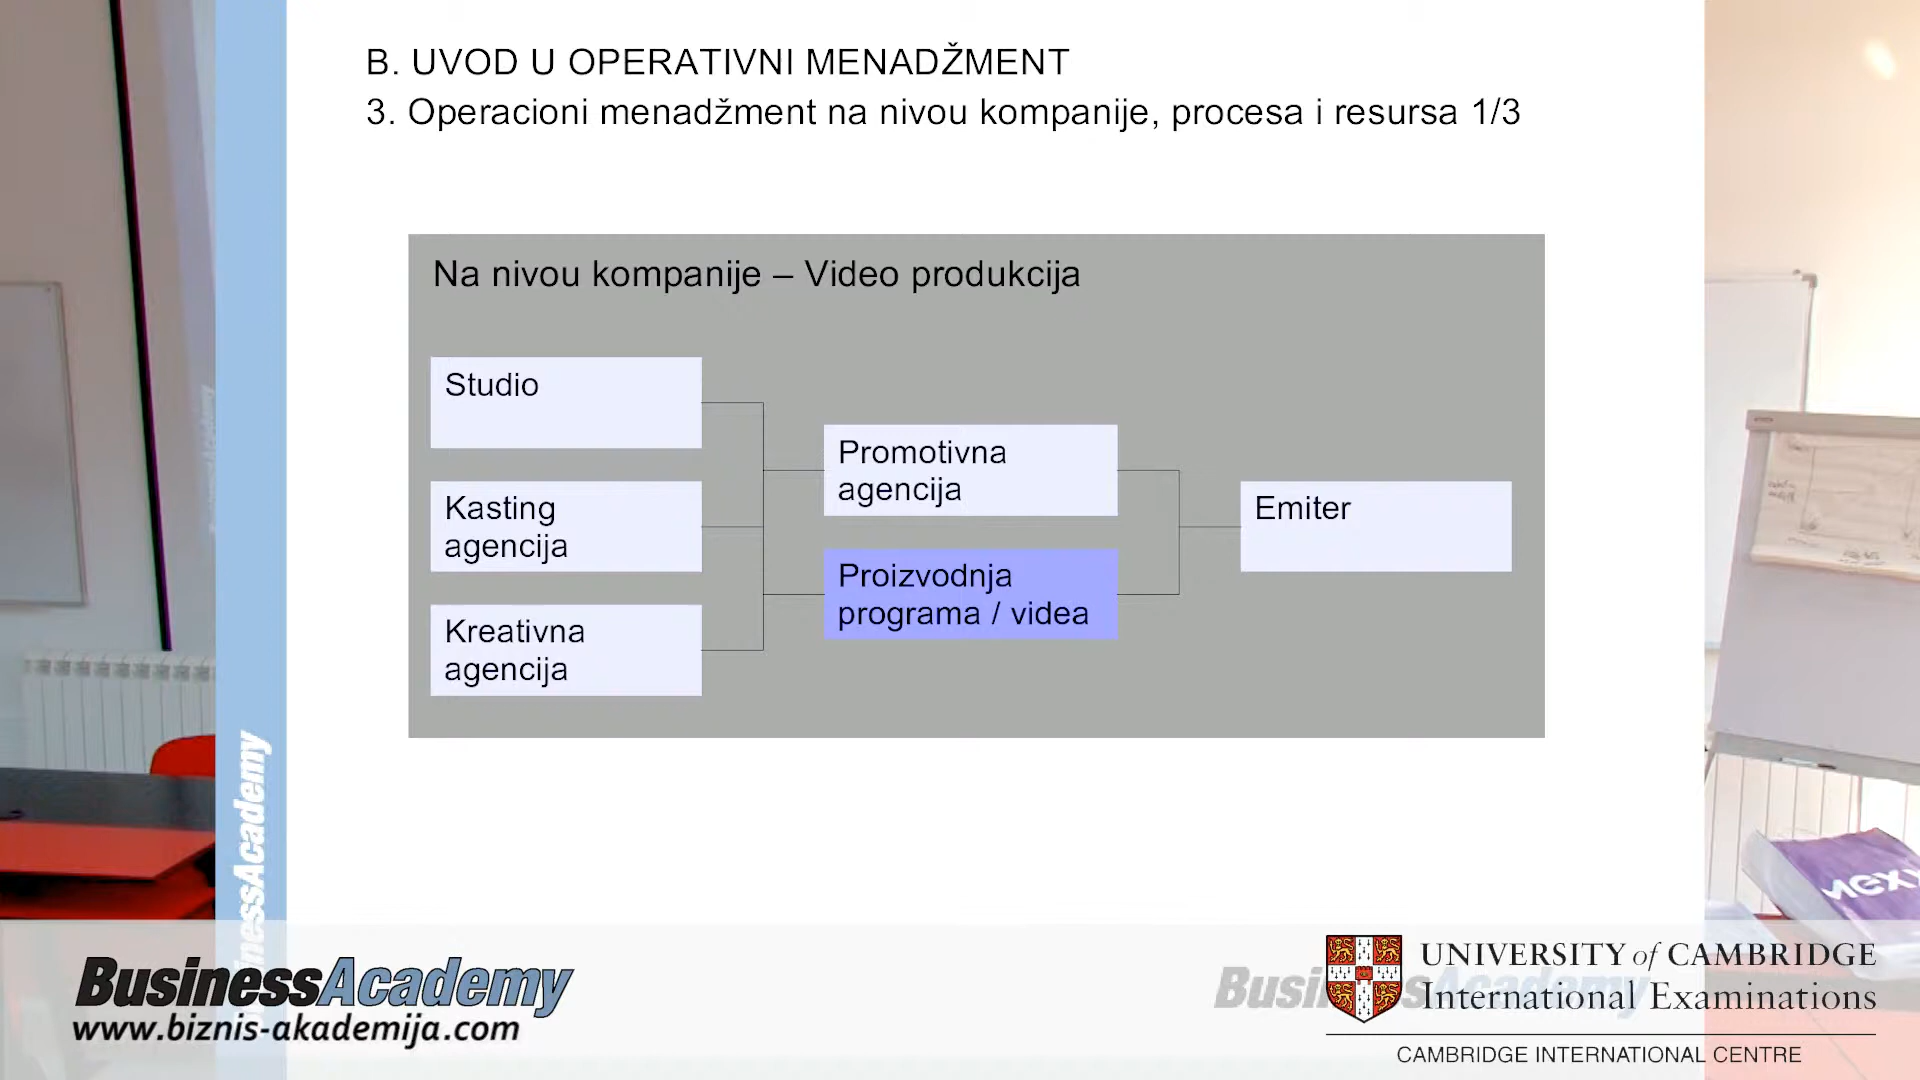 B. UVOD U OPERATIVNI MENADŽMENT
3. Operacioni menadžment na nivou kompanije, procesa i resursa 1/3
Na nivou kompanije – Video produkcija
Studio
Kasting
agencija
Kreativna
agencija
Promotivna
agencija
Proizvodnja
programa / videa
Emiter
BusinessAcademy
www.biznis-akademija.com
UNIVERSITY of CAMBRIDGE
International Examinations
CAMBRIDGE INTERNATIONAL CENTRE
BusinessAcademy
BusinessAcademy